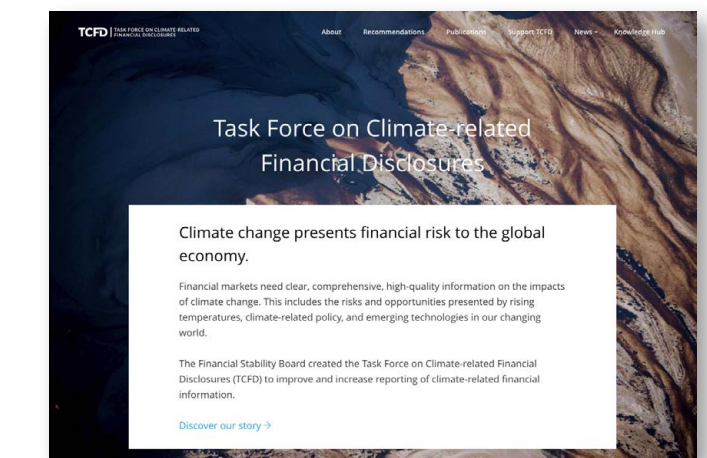 TCFD TASK FORCE ON CLIMATE-RELATED
FINANCIAL DISCLOSURES
About Recommendations Publications Support TCFD News Knowledge Hub
Task Force on Climate-related
Financial Disclosures
Climate change presents financial risk to the global
economy.
Financial markets need clear, comprehensive, high-quality information on the impacts
of climate change. This includes the risks and opportunities presented by rising
temperatures, climate-related policy, and emerging technologies in our changing
world.
The Financial Stability Board created the Task Force on Climate-related Financial
Disclosures (TCFD) to improve and increase reporting of climate-related financial
information.
Discover our story →